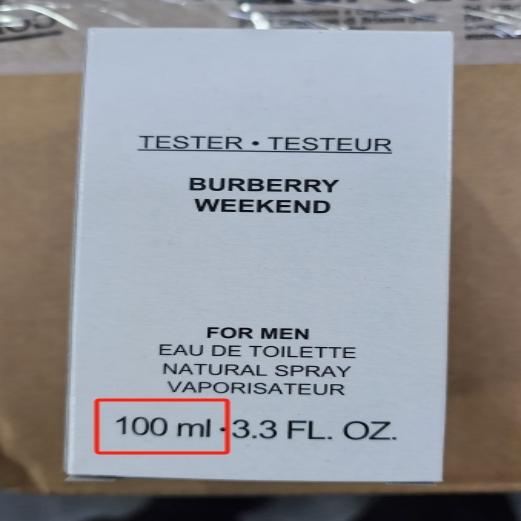 TESTER • TESTEUR
BURBERRY
WEEKEND
FOR MEN
EAU DE TOILETTE
NATURAL SPRAY
VAPORISATEUR
100 ml • 3.3 FL. OZ.